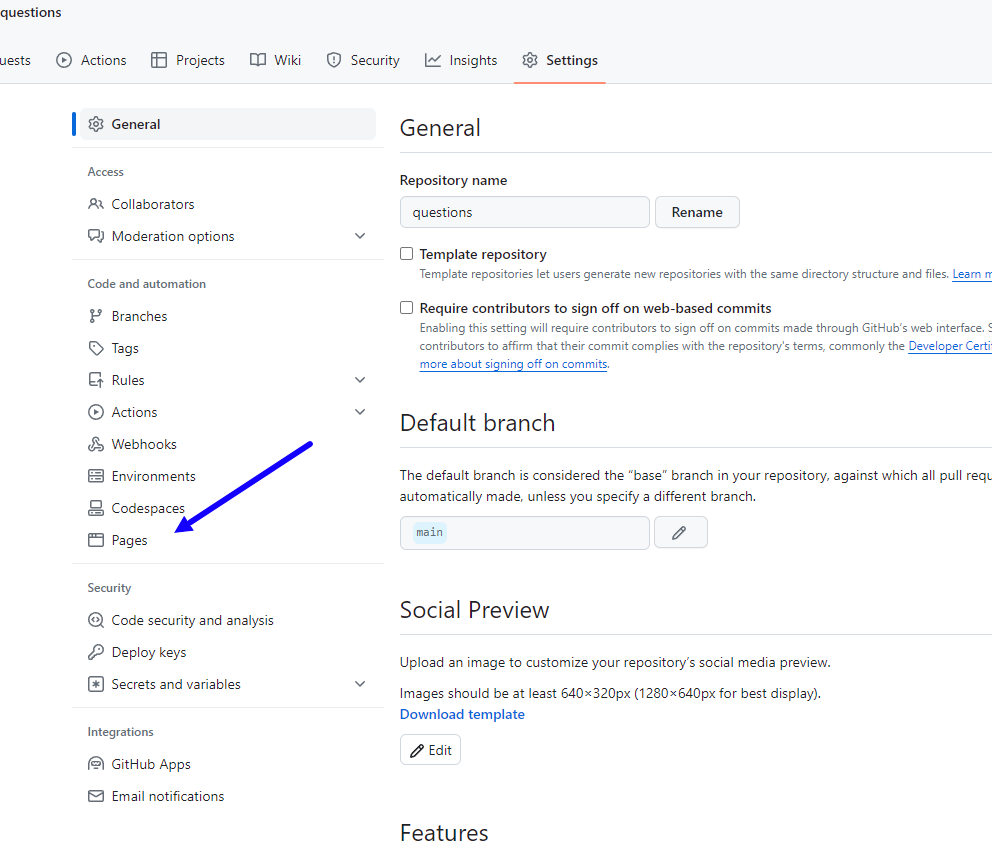 questions
uests
Actions
Projects
Wiki
Security
Insights
Settings
General
Access
Collaborators
Moderation options
Code and automation
Branches
Tags
Rules
Actions
Webhooks
Environments
Codespaces
Pages
Security
Code security and analysis
Deploy keys
Secrets and variables
Integrations
GitHub Apps
Email notifications
General
Repository name
questions
Rename
Template repository
Template repositories let users generate new repositories with the same directory structure and files. Learn m
Require contributors to sign off on web-based commits
Enabling this setting will require contributors to sign off on commits made through GitHub's web interface. S
contributors to affirm that their commit complies with the repository's terms, commonly the Developer Certi
more about signing off on commits.
Default branch
The default branch is considered the “base” branch in your repository, against which all pull requ
automatically made, unless you specify a different branch.
main
Social Preview
Upload an image to customize your repository’s social media preview.
Images should be at least 640×320px (1280×640px for best display).
Download template
Edit
Features